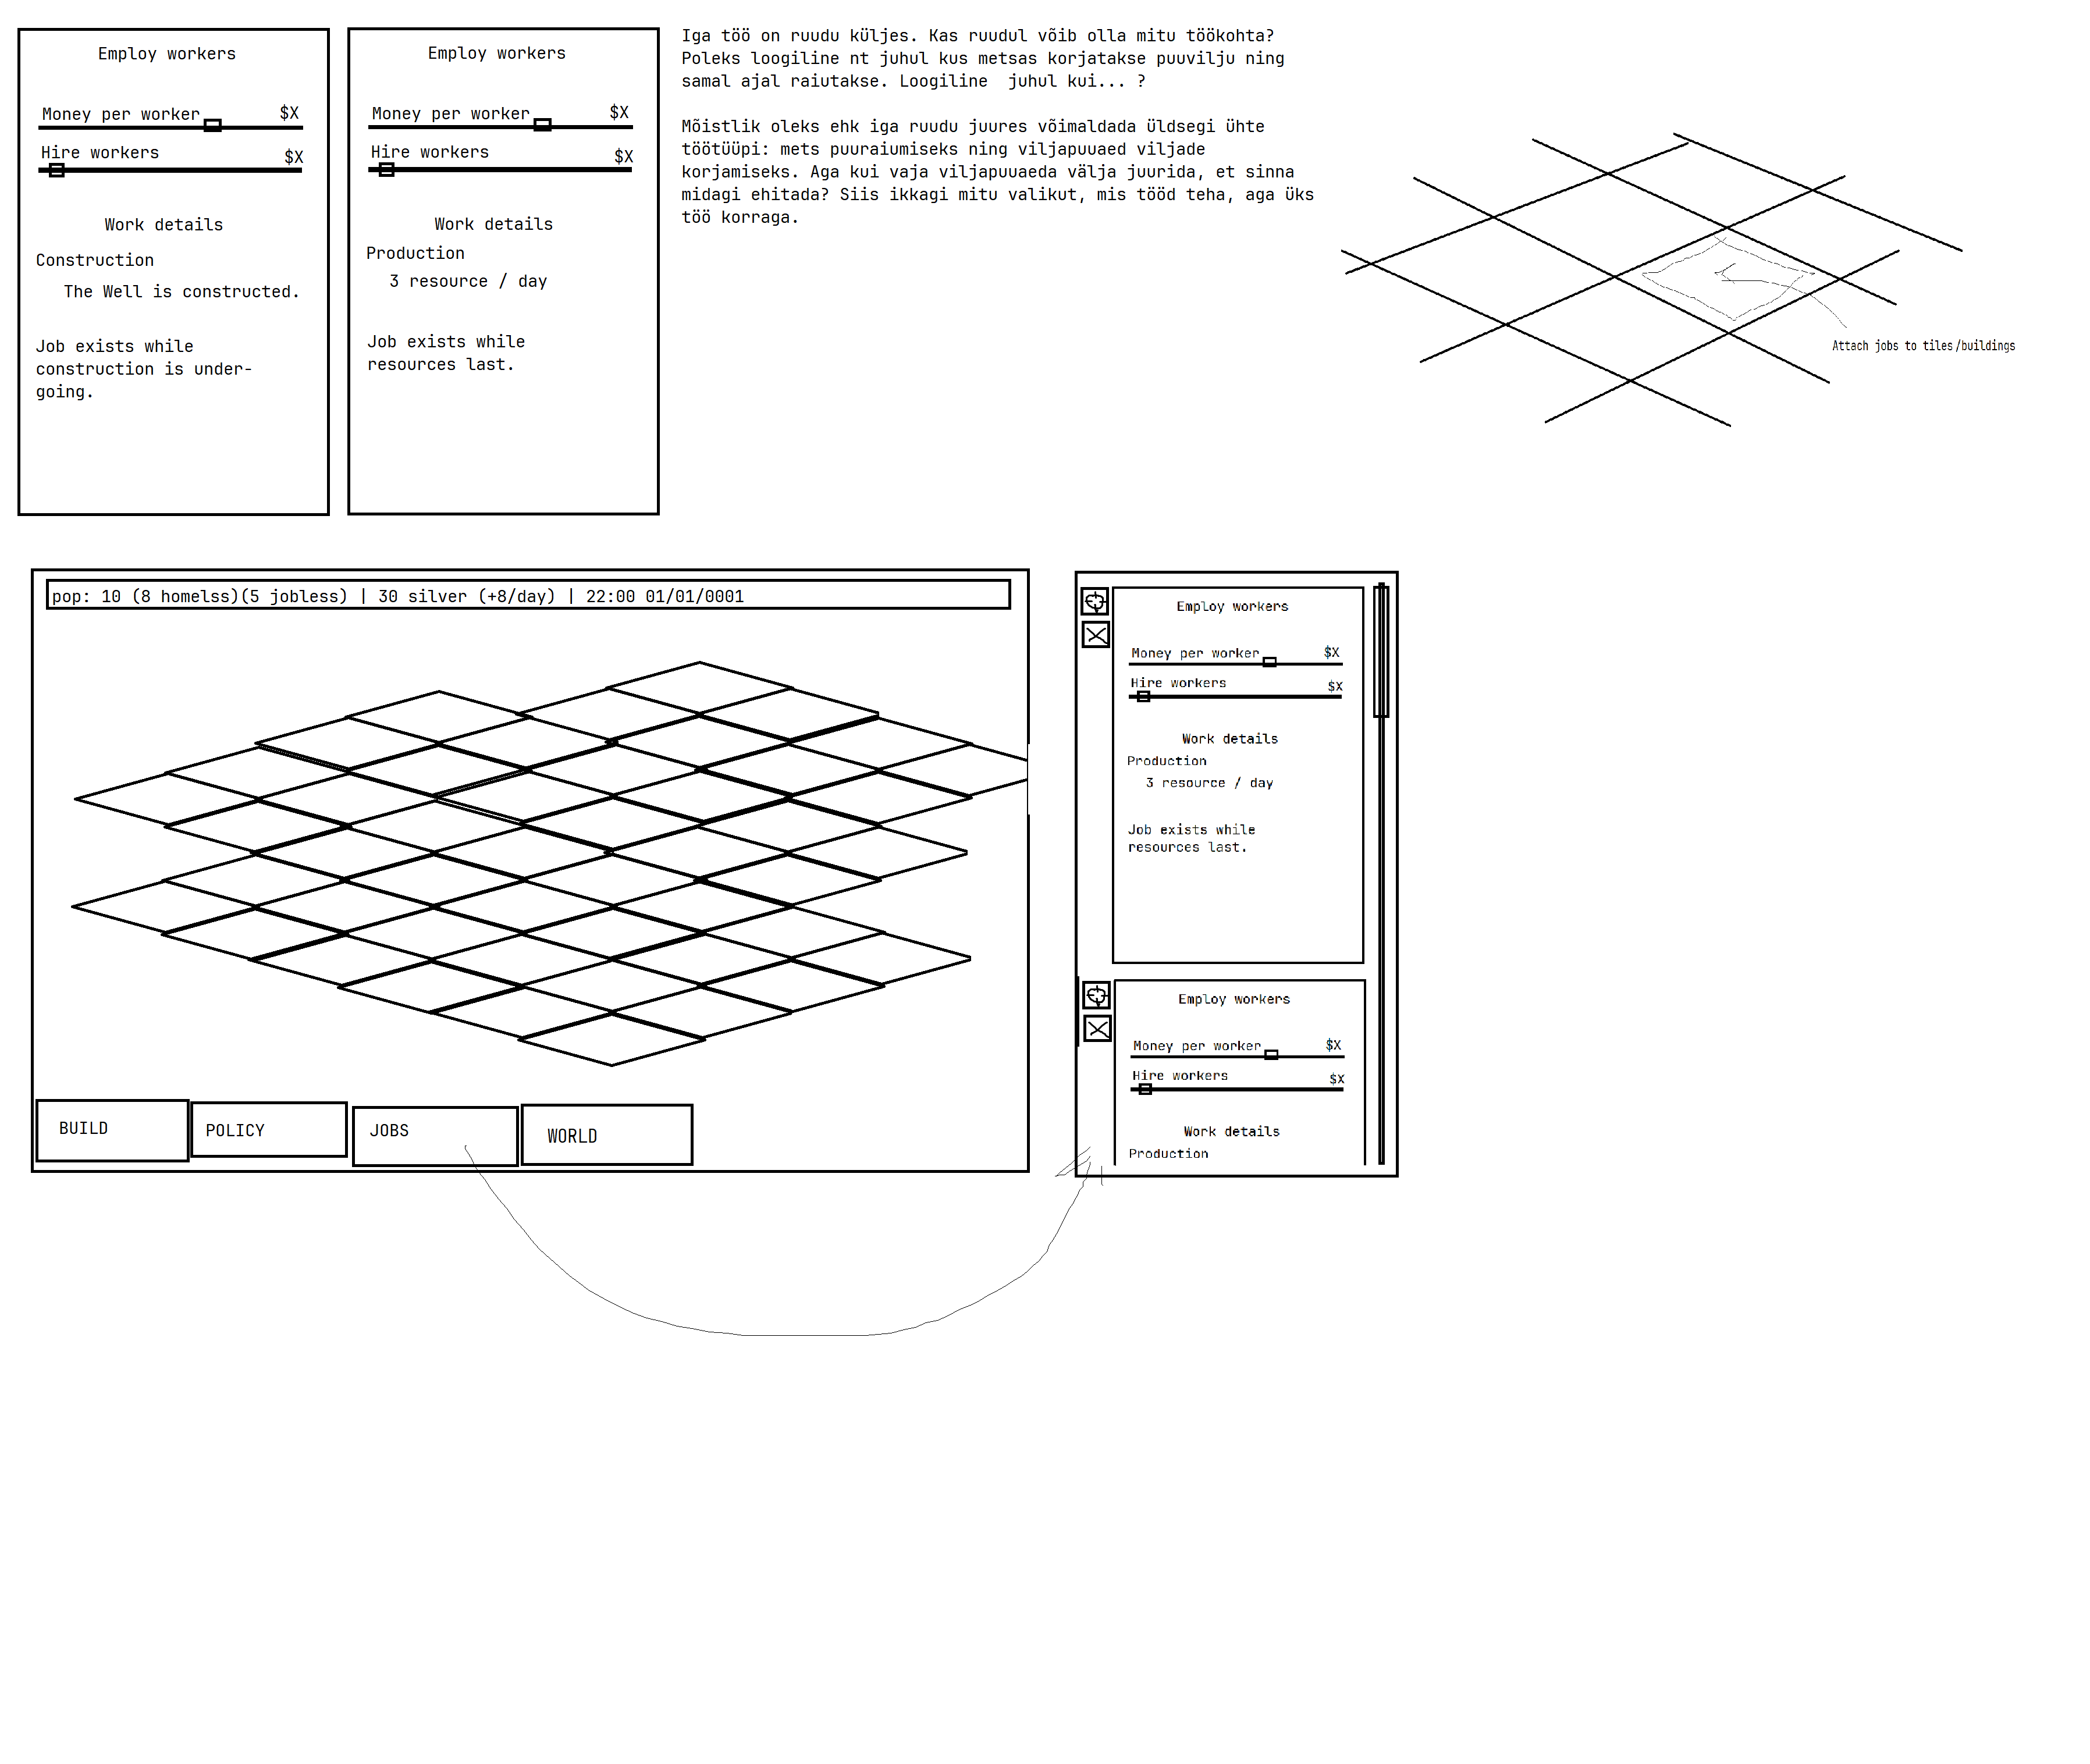 Employ workers
Money per worker $X
Hire workers $X
Work details
Construction
The Well is constructed.
Job exists while
construction is under-
going.
Employ workers
Money per worker $X
Hire workers $X
Work details
Production
3 resource / day
Job exists while
resources last.
Iga töö on ruudu küljes. Kas ruudul võib olla mitu töökohta?
Poleks loogiline nt juhul kus metsas korjatakse puuvilju ning
samal ajal raiutakse. Loogiline  juhul kui... ?
Mõistlik oleks ehk iga ruudu juures võimaldada üldsegi ühte
töötüüpi: mets puuraiumiseks ning viljapuuaed viljade
korjamiseks. Aga kui vaja viljapuuaeda välja juurida, et sinna
midagi ehitada? Siis ikkagi mitu valikut, mis tööd teha, aga üks
töö korraga.
Attach jobs to tiles/buildings
pop: 10 (8 homelss)(5 jobless) | 30 silver (+8/day) | 22:00 01/01/0001
BUILD
POLICY
JOBS
WORLD
Employ workers
Money per worker $X
Hire workers $X
Work details
Production
3 resource / day
Job exists while
resources last.
Employ workers
Money per worker $X
Hire workers $X
Work details
Production